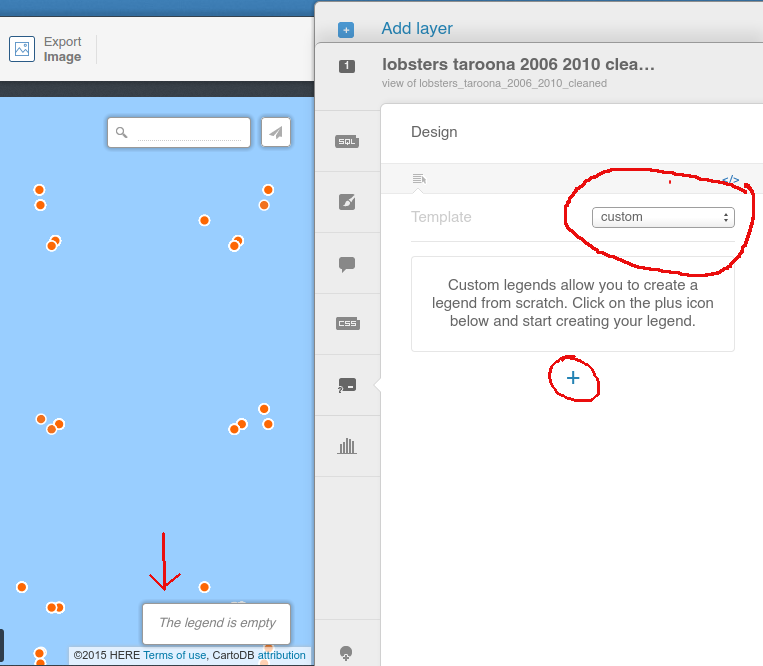 Export
Image
Add layer
1
lobsters taroona 2006 2010 clea…
view of lobsters_taroona_2006_2010_cleaned
SQL
CSS
Design
</>
Template
custom
Custom legends allow you to create a
legend from scratch. Click on the plus icon
below and start creating your legend.
+
The legend is empty
©2015 HERE Terms of use, CartoDB attribution